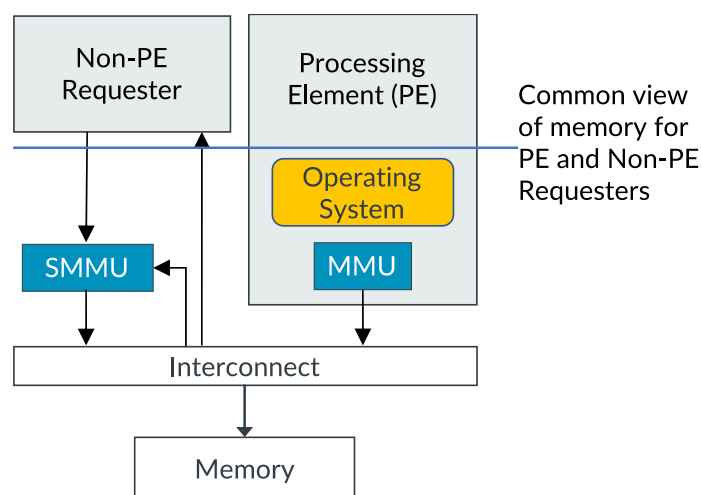 Non-PE
Requester
Processing
Element (PE)
Common view
of memory for
PE and Non-PE
Requesters
Operating
System
SMMU
MMU
Interconnect
Memory